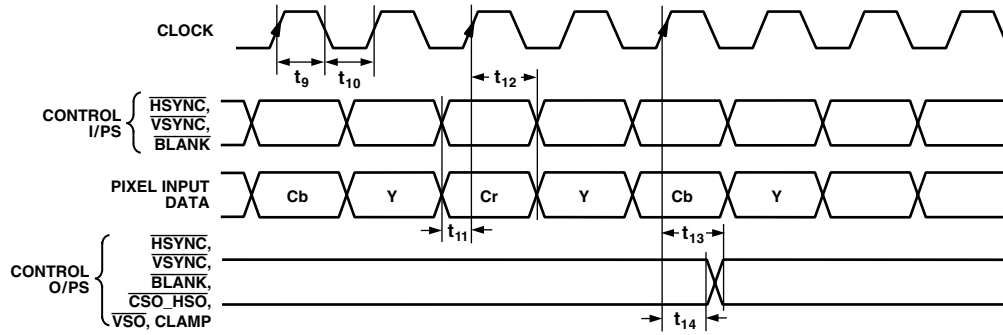 CLOCK
t9
t10
t12
CONTROL
I/PS
HSYNC,
VSYNC,
BLANK
PIXEL INPUT
DATA
Cb
Y
Cr
Y
Cb
Y
t11
t13
CONTROL
O/PS
HSYNC,
VSYNC,
BLANK,
CSO_HSO,
VSO, CLAMP
t14